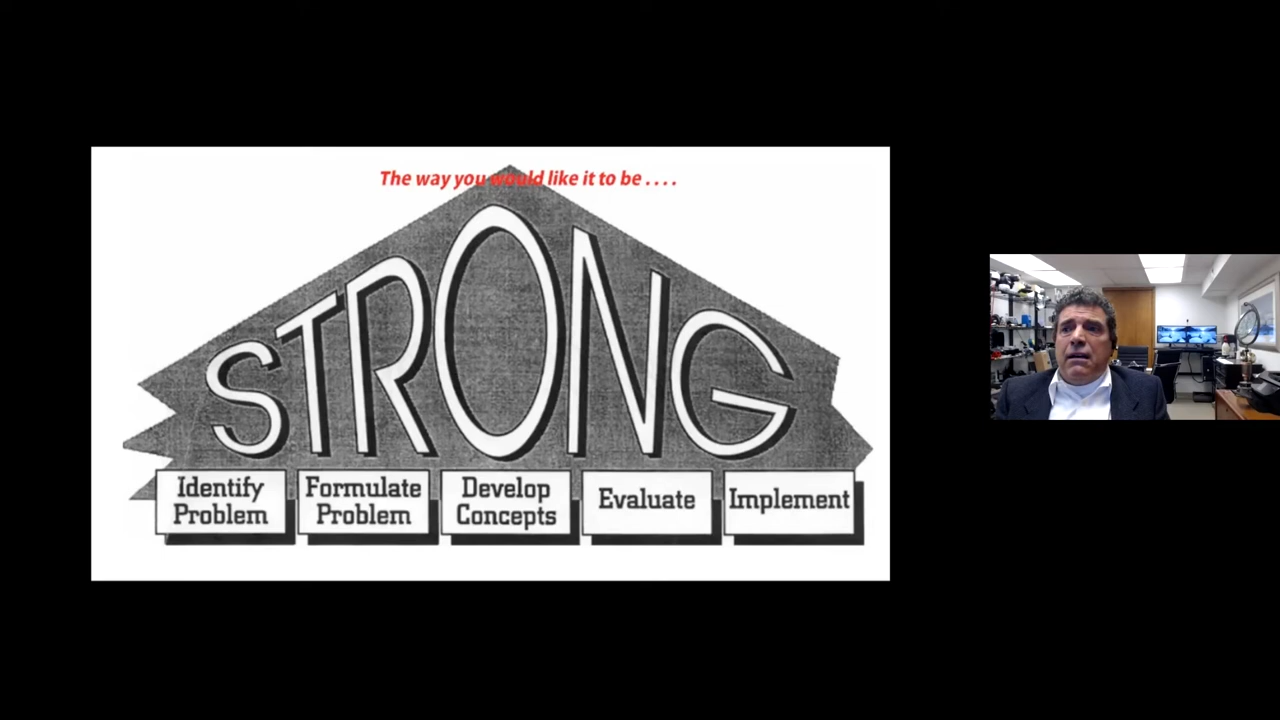 The way you would like it to be . . . .
STRONG
Identify
Problem
Formulate
Problem
Develop
Concepts
Evaluate
Implement